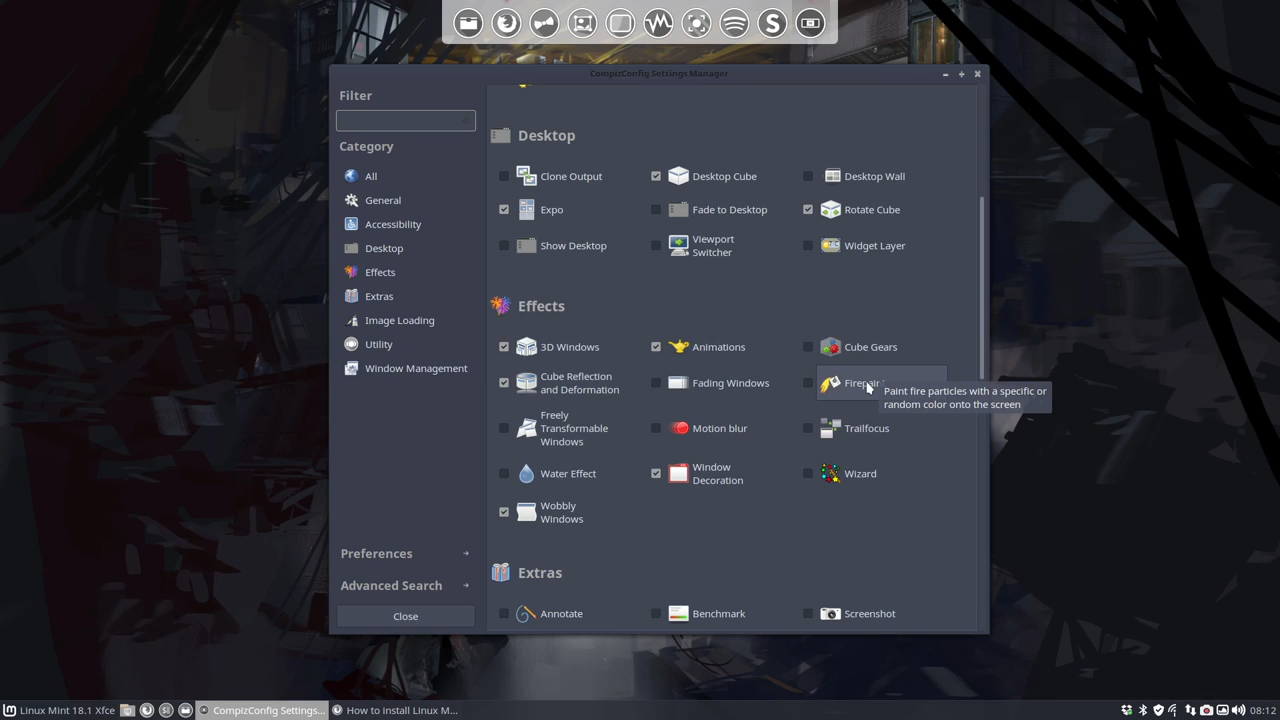 CompizConfig Settings Manager
Filter
Category
All
General
Accessibility
Desktop
Effects
Extras
Image Loading
Utility
Window Management
Preferences
Advanced Search
Close
Desktop
Clone Output
Desktop Cube
Desktop Wall
Expo
Fade to Desktop
Rotate Cube
Show Desktop
Viewport
Switcher
Widget Layer
Effects
3D Windows
Animations
Cube Gears
Cube Reflection
and Deformation
Fading Windows
Paint fire particles with a specific or
random color onto the screen
Freely
Transformable
Windows
Motion blur
Trailfocus
Water Effect
Window
Decoration
Wizard
Wobbly
Windows
Extras
Annotate
Benchmark
Screenshot
Linux Mint 18.1 Xfce
CompizConfig Settings...
How to install Linux M...
08:12